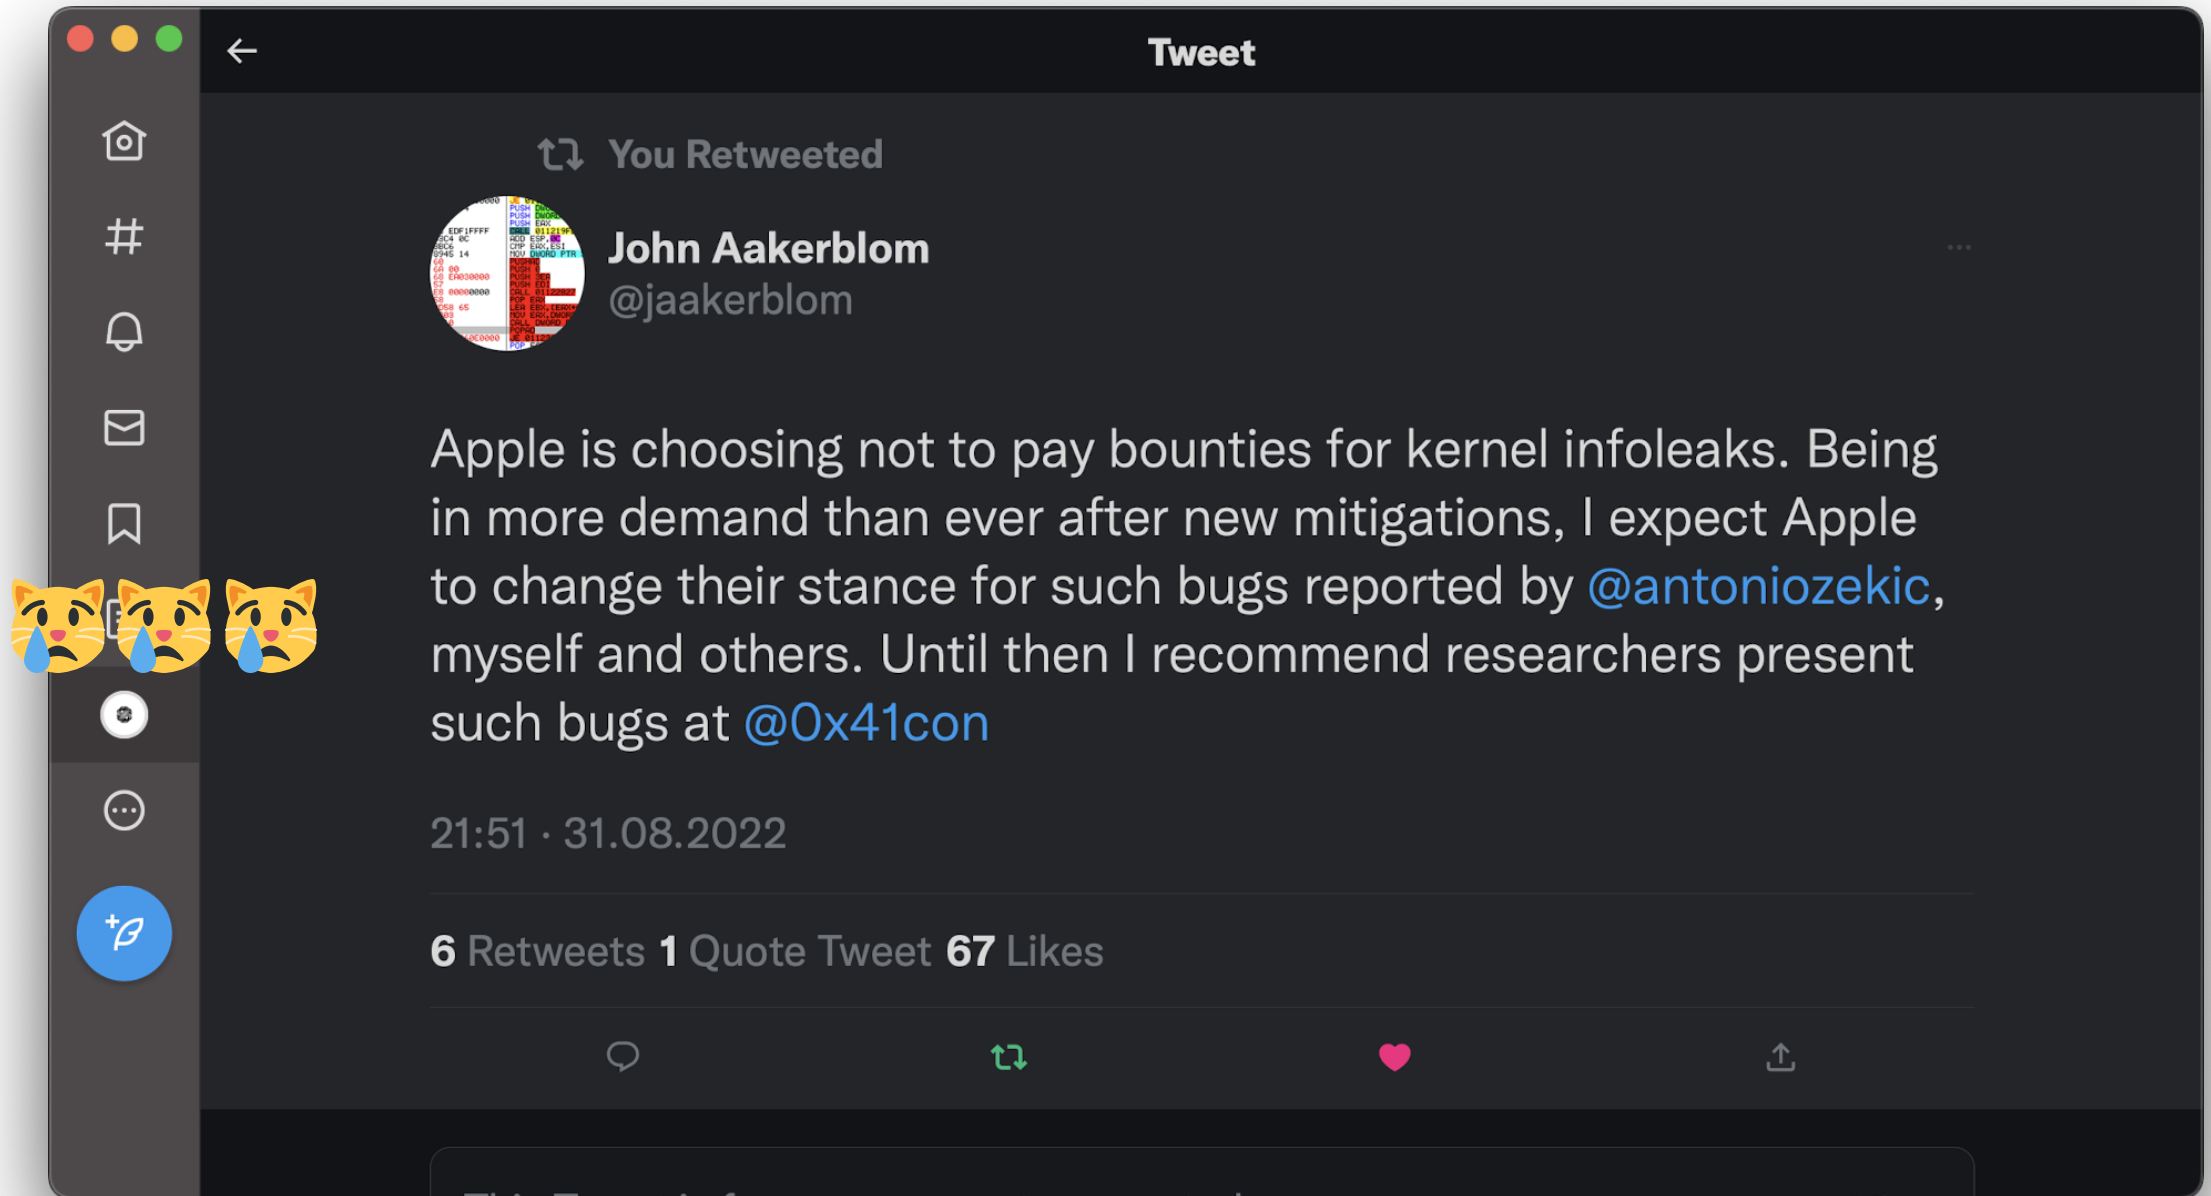 Tweet
You Retweeted
John Aakerblom
@jaakerblom
Apple is choosing not to pay bounties for kernel infoleaks. Being
in more demand than ever after new mitigations, I expect Apple
to change their stance for such bugs reported by @antoniozekic,
myself and others. Until then I recommend researchers present
such bugs at @0x41con
21:51 · 31.08.2022
6 Retweets 1 Quote Tweet 67 Likes